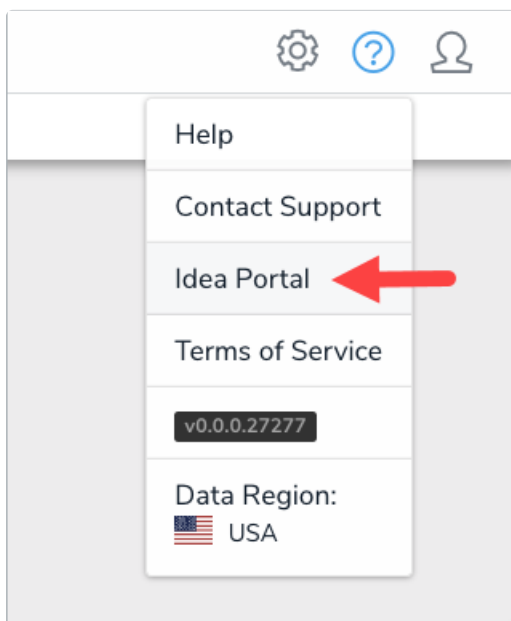 Help
Contact Support
Idea Portal
Terms of Service
v0.0.0.27277
Data Region:
USA